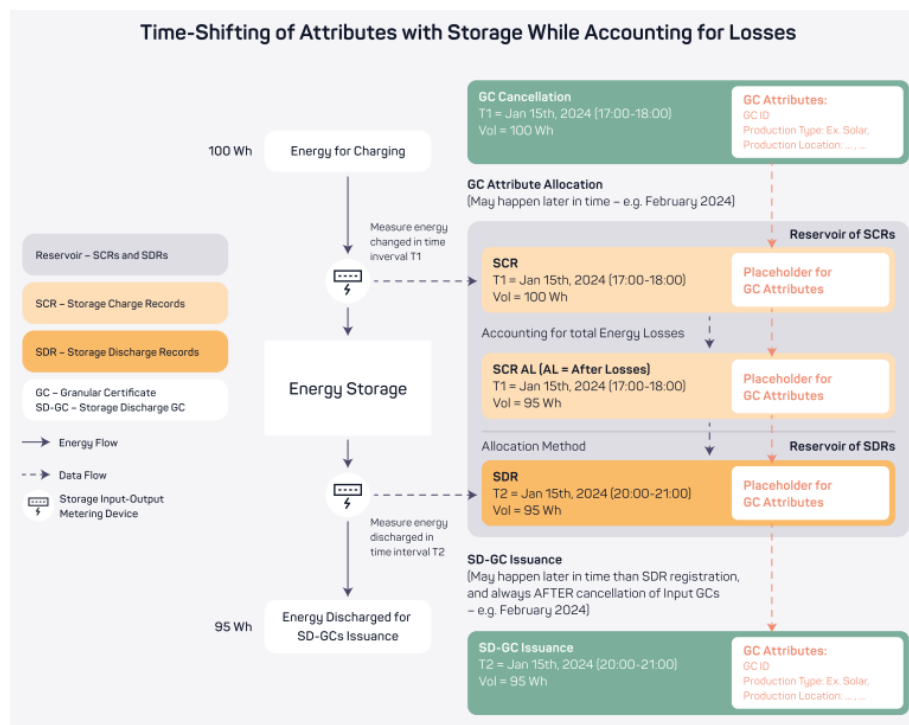 Time-Shifting of Attributes with Storage While Accounting for Losses
100 Wh
Energy for Charging
Measure energy
changed in time
inverval T1
Energy Storage
Measure energy
discharged in
time interval T2
95 Wh
Energy Discharged for
SD-GCs Issuance
Reservoir – SCRs and SDRs
SCR – Storage Charge Records
SDR – Storage Discharge Records
GC – Granular Certificate
SD-GC – Storage Discharge GC
Energy Flow
Data Flow
Storage Input-Output
Metering Device
GC Cancellation
T1 = Jan 15th, 2024 (17:00-18:00)
Vol = 100 Wh
GC Attributes:
GC ID
Production Type: Ex. Solar,
Production Location: ... , ...
GC Attribute Allocation
(May happen later in time – e.g. February 2024)
Reservoir of SCRs
SCR
T1 = Jan 15th, 2024 (17:00-18:00)
Vol = 100 Wh
Placeholder for
GC Attributes
Accounting for total Energy Losses
SCR AL (AL = After Losses)
T1 = Jan 15th, 2024 (17:00-18:00)
Vol = 95 Wh
Placeholder for
GC Attributes
Allocation Method
Reservoir of SDRs
SDR
T2 = Jan 15th, 2024 (20:00-21:00)
Vol = 95 Wh
Placeholder for
GC Attributes
SD-GC Issuance
(May happen later in time than SDR registration,
and always AFTER cancellation of Input GCs
– e.g. February 2024)
SD-GC Issuance
T2 = Jan 15th, 2024 (20:00-21:00)
Vol = 95 Wh
GC Attributes:
GC ID
Production Type: Ex. Solar,
Production Location: ... , ...